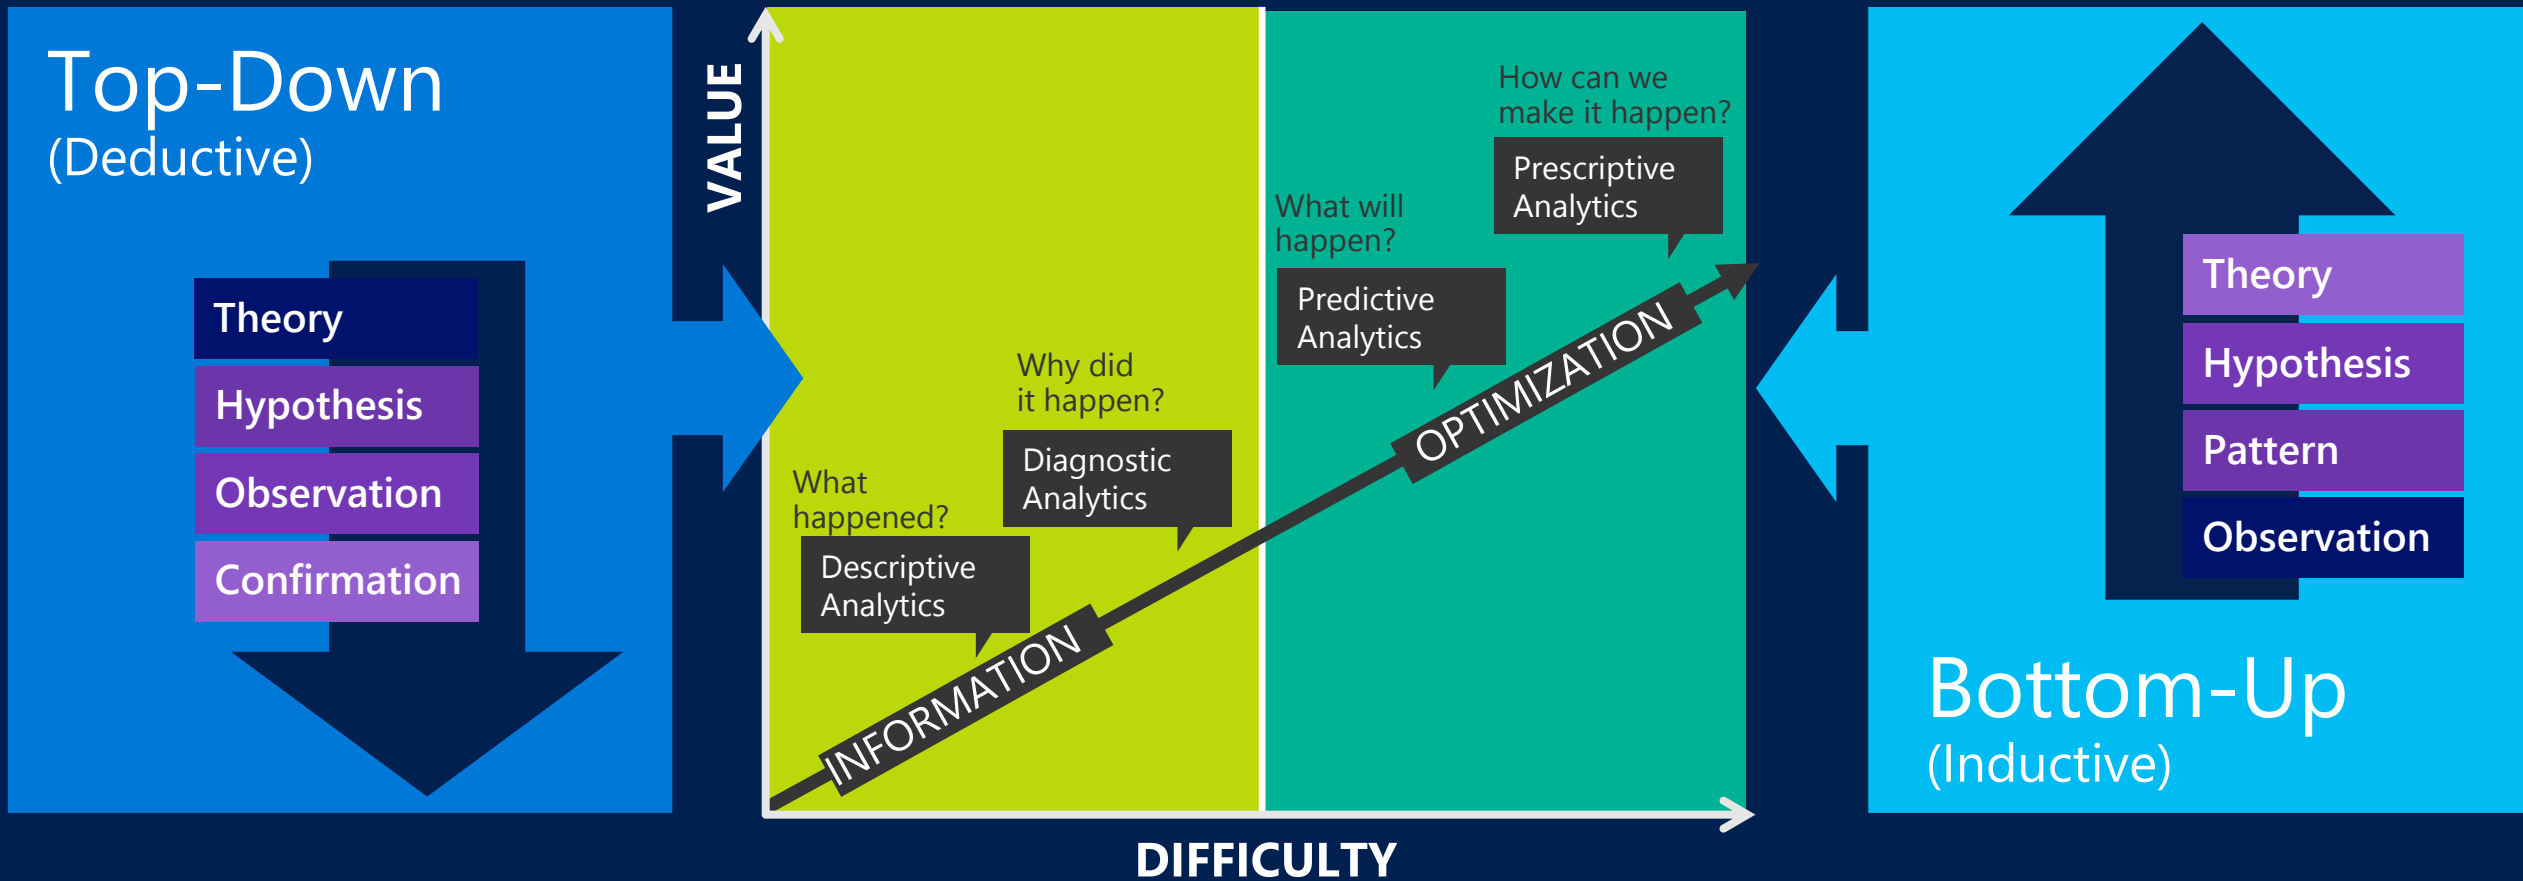 Top-Down
(Deductive)
Theory
Hypothesis
Observation
Confirmation
VALUE
What
happened?
Descriptive
Analytics
Why did
it happen?
Diagnostic
Analytics
What will
happen?
Predictive
Analytics
How can we
make it happen?
Prescriptive
Analytics
INFORMATION
OPTIMIZATION
DIFFICULTY
Theory
Hypothesis
Pattern
Observation
Bottom-Up
(Inductive)